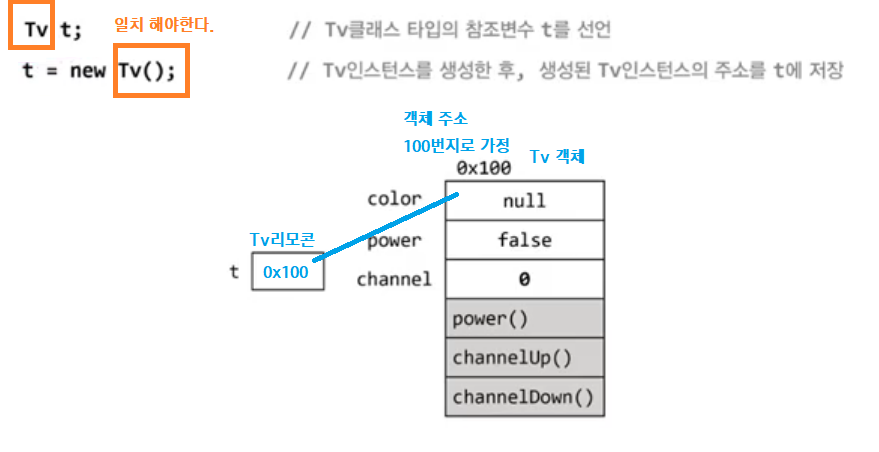 Tv t; 일치 해야한다. // Tv클래스 타입의 참조변수 t를 선언
t = new Tv(); // Tv인스턴스를 생성한 후, 생성된 Tv인스턴스의 주소를 t에 저장
객체 주소
100번지로 가정
Tv 객체
0x100
color null
Tv리모콘
power false
t 0x100
channel 0
power()
channelUp()
channelDown()